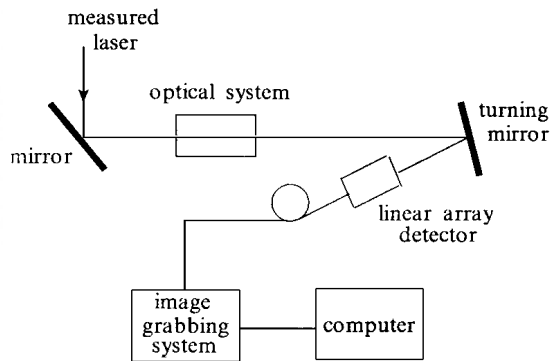 measured
laser
optical system
turning
mirror
mirror
linear array
detector
image
grabbing
system
computer